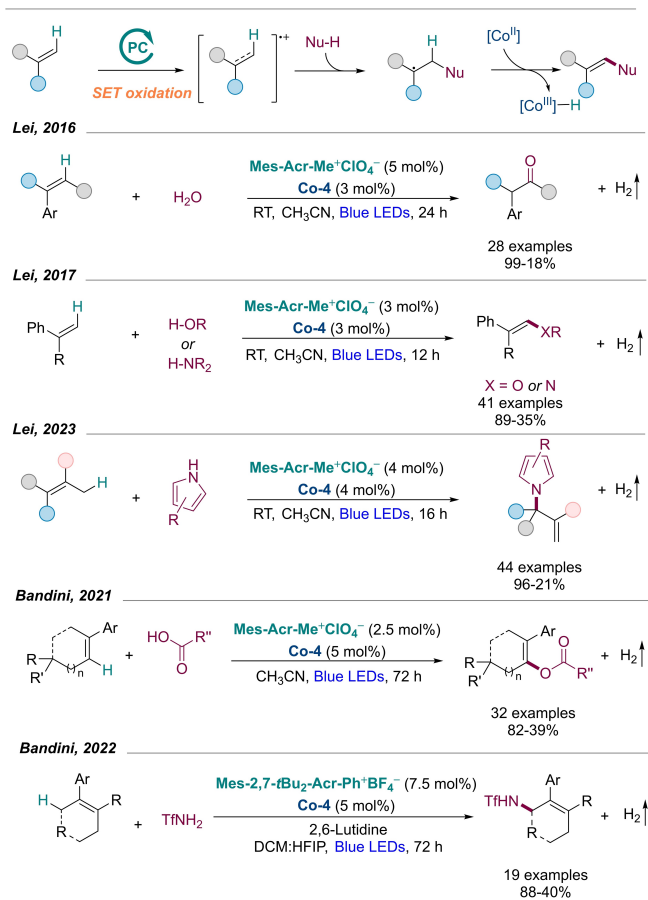 H
PC
SET oxidation
H
•+
Nu-H
H
Nu
[CoII]
[CoIII]–H
Nu
Lei, 2016
H
Ar
+
H2O
Mes-Acr-Me+ClO4− (5 mol%)
Co-4 (3 mol%)
RT, CH3CN, Blue LEDs, 24 h
O
Ar
+ H2
28 examples
99-18%
Lei, 2017
Ph
H
R
+
H-OR
or
H-NR2
Mes-Acr-Me+ClO4− (3 mol%)
Co-4 (3 mol%)
RT, CH3CN, Blue LEDs, 12 h
Ph
R
XR
+ H2
X = O or N
41 examples
89-35%
Lei, 2023
H
+
H
N
R
Mes-Acr-Me+ClO4− (4 mol%)
Co-4 (4 mol%)
RT, CH3CN, Blue LEDs, 16 h
R
N
+ H2
44 examples
96-21%
Bandini, 2021
Ar
R
R'
( )n
H
+
HO
R"
O
Mes-Acr-Me+ClO4− (2.5 mol%)
Co-4 (5 mol%)
CH3CN, Blue LEDs, 72 h
Ar
R
R'
( )n
O
O
R"
+ H2
32 examples
82-39%
Bandini, 2022
Ar
H
R
R
+
TfNH2
Mes-2,7-tBu2-Acr-Ph+BF4− (7.5 mol%)
Co-4 (5 mol%)
2,6-Lutidine
DCM:HFIP, Blue LEDs, 72 h
Ar
TfHN
R
R
+ H2
19 examples
88-40%